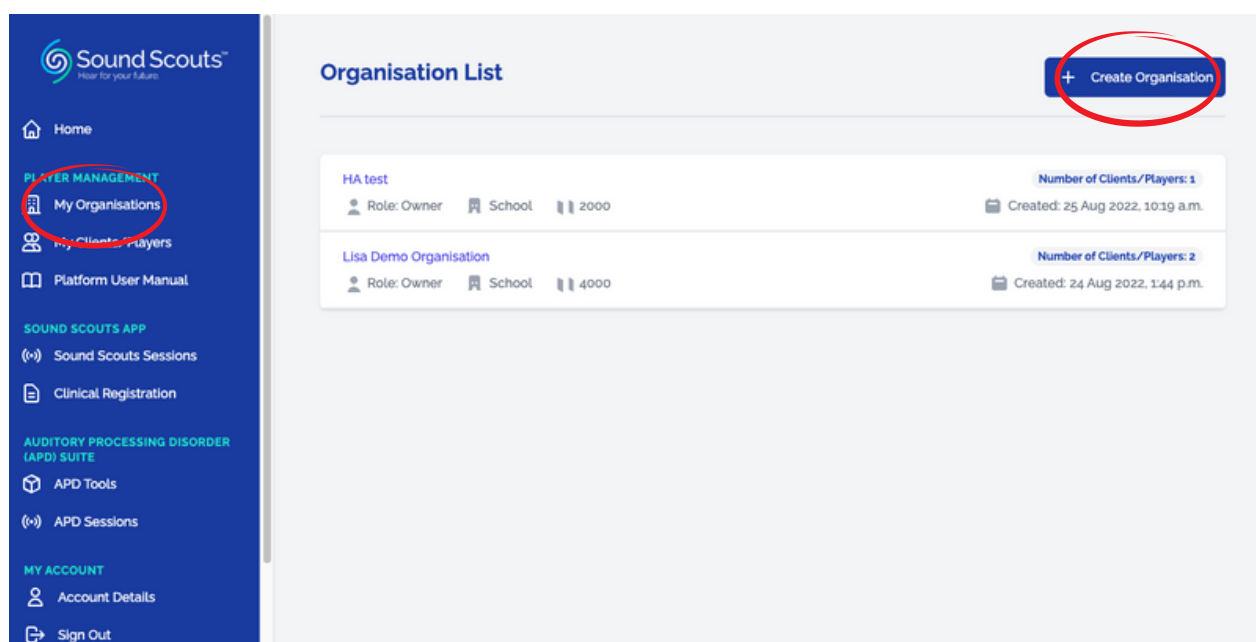 Sound Scouts™
Hear for your future.
Home
PLAYER MANAGEMENT
My Organisations
My Clients/Players
Platform User Manual
SOUND SCOUTS APP
Sound Scouts Sessions
Clinical Registration
AUDITORY PROCESSING DISORDER
(APD) SUITE
APD Tools
APD Sessions
MY ACCOUNT
Account Details
Sign Out
Organisation List
+ Create Organisation
HA test
Number of Clients/Players: 1
Role: Owner School 2000
Created: 25 Aug 2022, 10:19 a.m.
Lisa Demo Organisation
Number of Clients/Players: 2
Role: Owner School 4000
Created: 24 Aug 2022, 1:44 p.m.